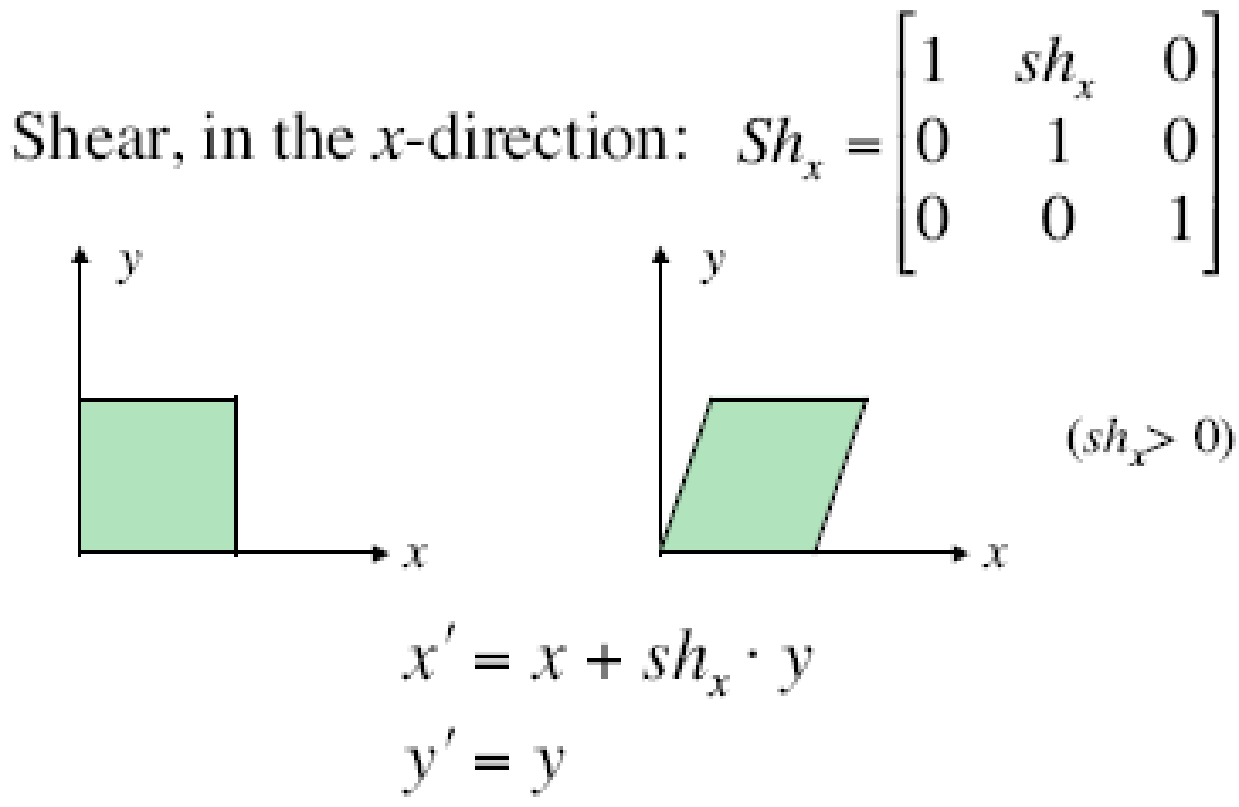 Shear, in the x-direction: Shₓ = [1 shₓ 0
0 1 0
0 0 1]
y
y
(shₓ > 0)
x
x
x′ = x + shₓ · y
y′ = y